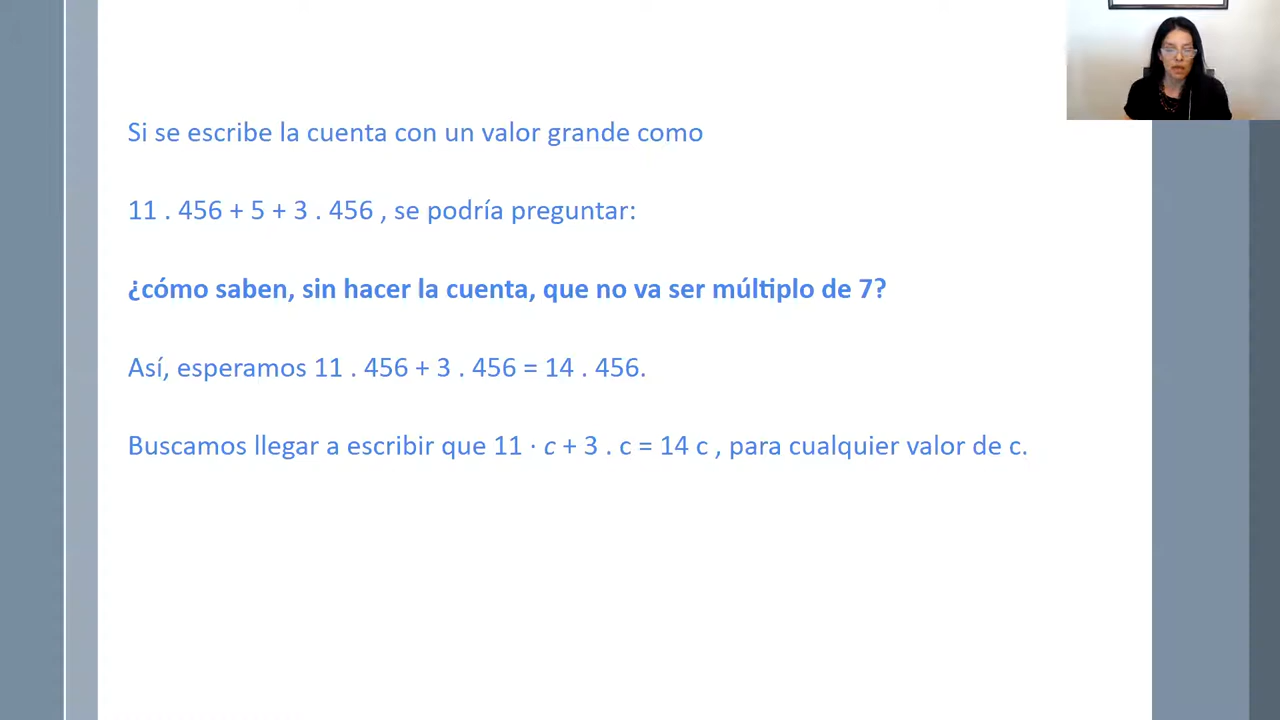 Si se escribe la cuenta con un valor grande como
11 . 456 + 5 + 3 . 456 , se podría preguntar:
¿cómo saben, sin hacer la cuenta, que no va ser múltiplo de 7?
Así, esperamos 11 . 456 + 3 . 456 = 14 . 456.
Buscamos llegar a escribir que 11 · c + 3 . c = 14 c , para cualquier valor de c.